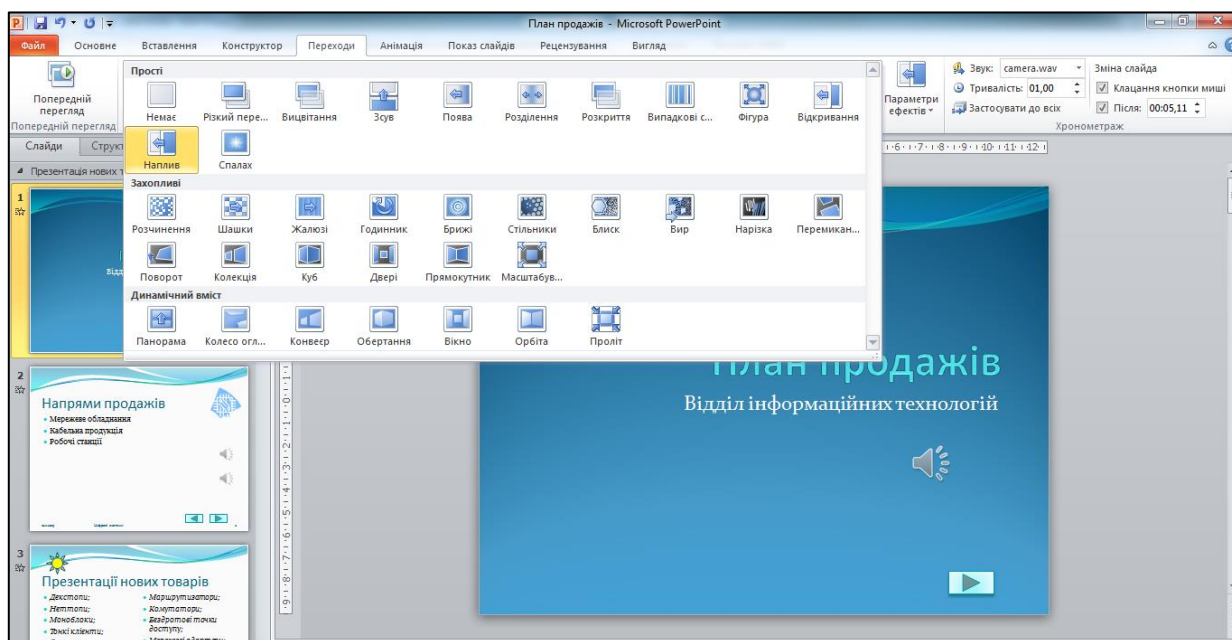 План продажів - Microsoft PowerPoint
Файл Основне Вставлення Конструктор Переходи Анімація Показ слайдів Рецензування Вигляд
Попередній перегляд
Попередній перегляд
Прості
Немає Різкий пере... Вицвітання Зсув Поява Розділення Розкриття Випадкові с... Фігура Відкривання
Наплив Спалах
Захопливі
Розчинення Шашки Жалюзі Годинник Брижі Стільники Блиск Вир Нарізка Перемикан...
Поворот Колекція Куб Двері Прямокутник Масштабув...
Динамічний вміст
Панорама Колесо огл... Конвеєр Обертання Вікно Орбіта Проліт
Параметри ефектів
Звук: camera.wav
Тривалість: 01,00
Застосувати до всіх
Зміна слайда
Клацання кнопки миші
Після: 00:05,11
Хронометраж
Слайди
Презентація нових
1
2
Напрями продажів
• Мережеве обладнання
• Кабельна продукція
• Робочі станції
3
Презентації нових товарів
• Декстопи;
• Неттопи;
• Моноблоки;
• Тонкі клієнти;
• Маршрутизатори;
• Комутатори;
• Бездротові точки доступу;
План продажів
Відділ інформаційних технологій